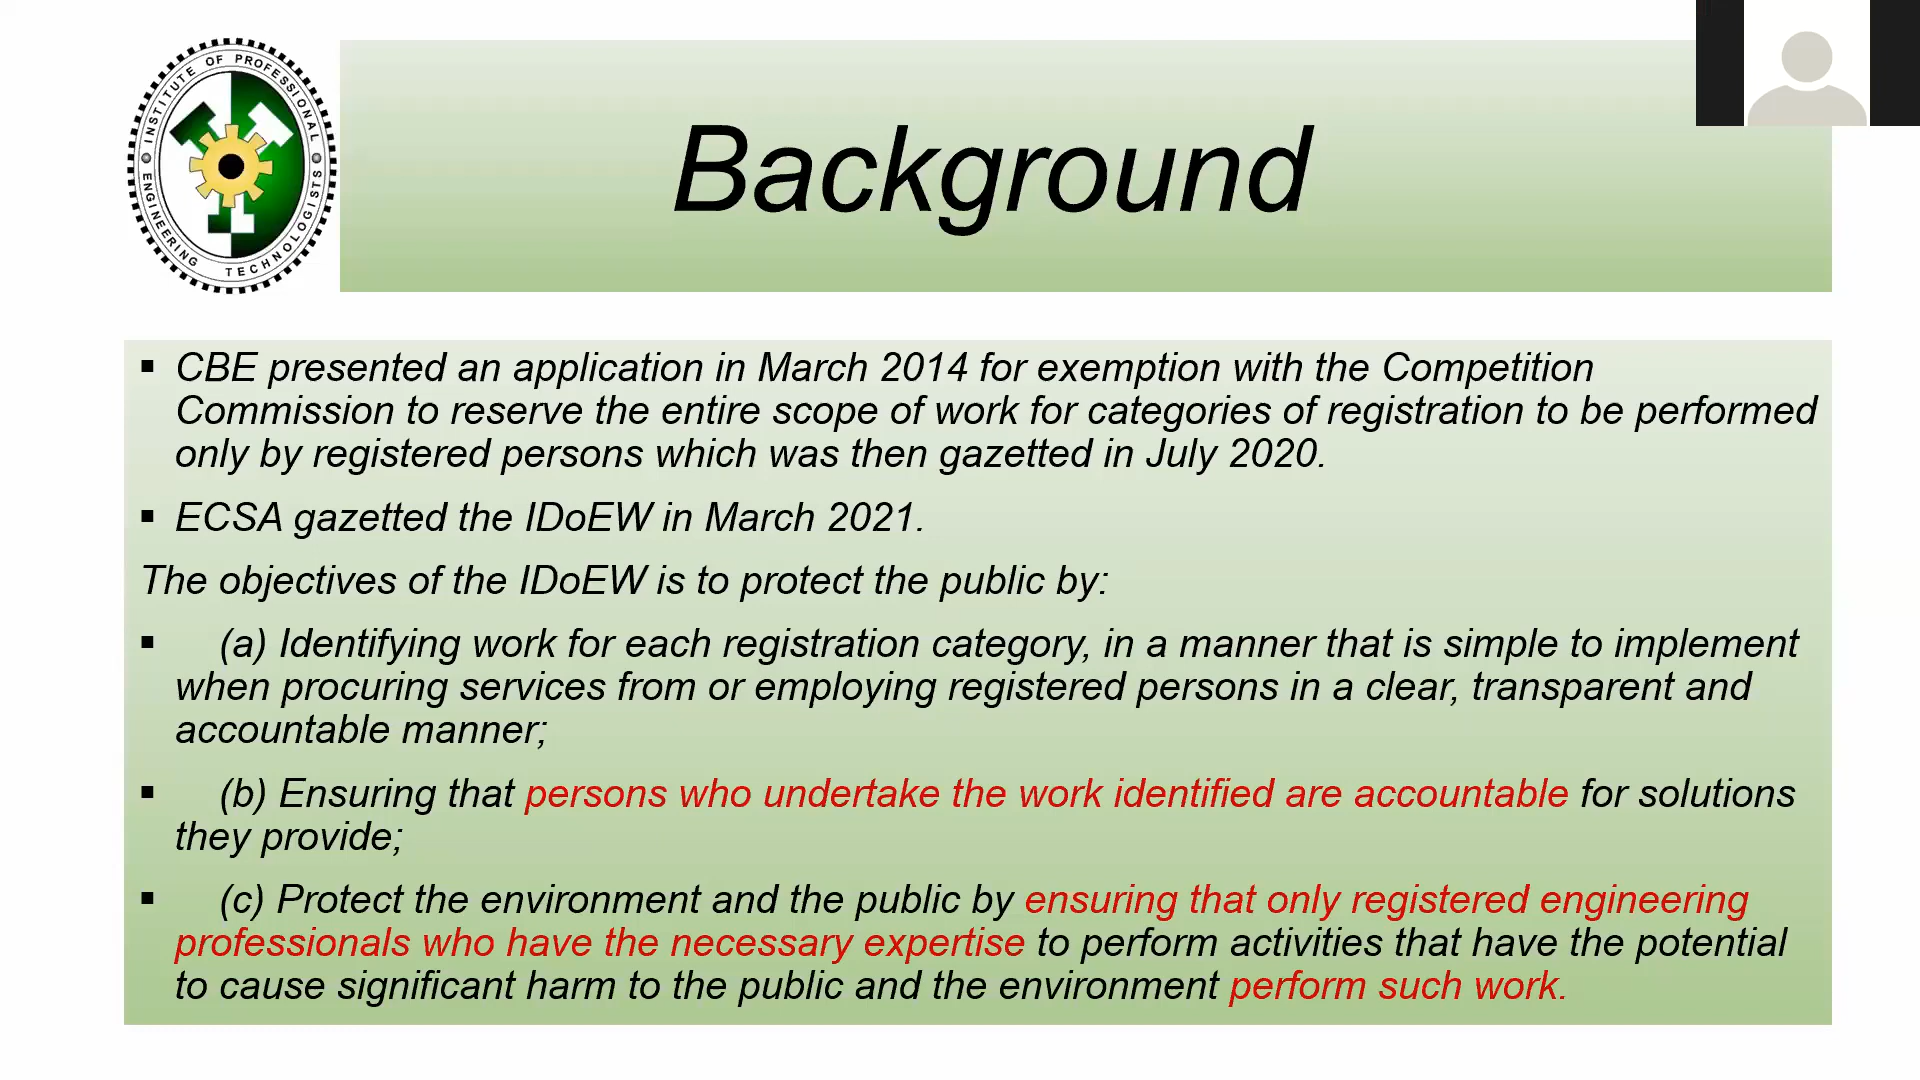 INSTITUTE OF PROFESSIONAL
ENGINEERING TECHNOLOGISTS
Background
▪ CBE presented an application in March 2014 for exemption with the Competition
Commission to reserve the entire scope of work for categories of registration to be performed
only by registered persons which was then gazetted in July 2020.
▪ ECSA gazetted the IDoEW in March 2021.
The objectives of the IDoEW is to protect the public by:
▪ (a) Identifying work for each registration category, in a manner that is simple to implement
when procuring services from or employing registered persons in a clear, transparent and
accountable manner;
▪ (b) Ensuring that persons who undertake the work identified are accountable for solutions
they provide;
▪ (c) Protect the environment and the public by ensuring that only registered engineering
professionals who have the necessary expertise to perform activities that have the potential
to cause significant harm to the public and the environment perform such work.